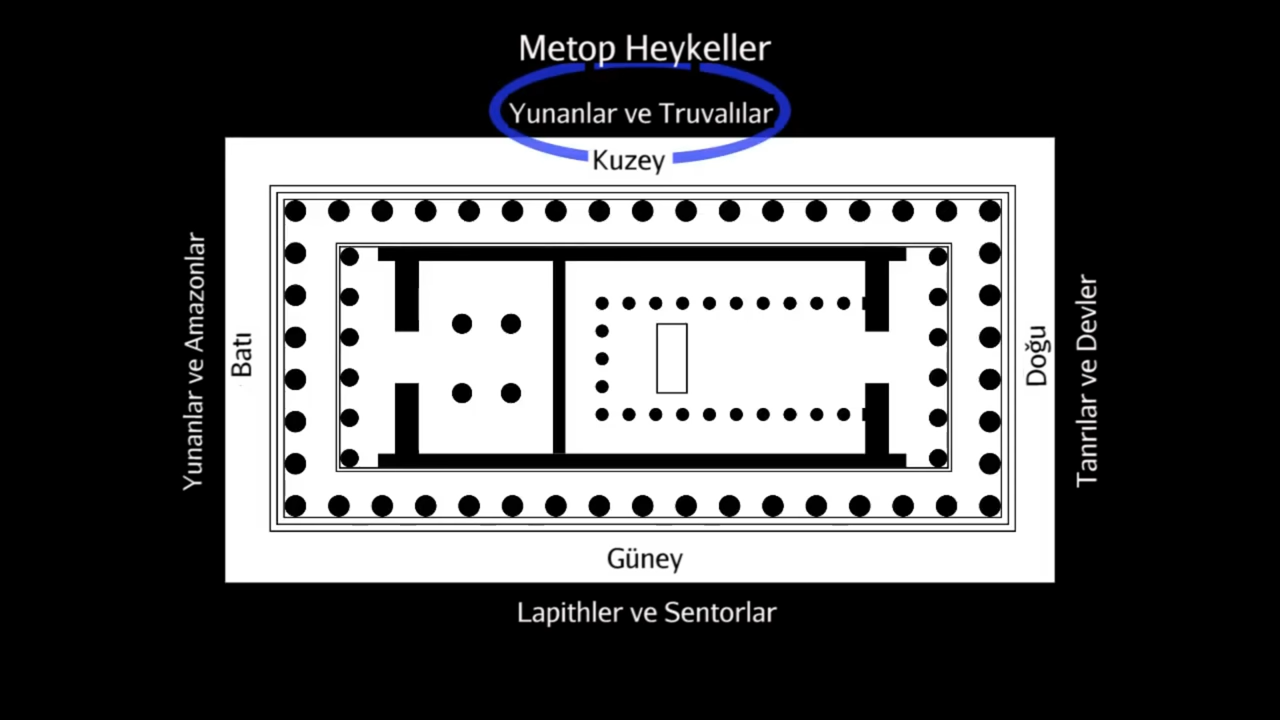 Metop Heykeller
Yunanlar ve Truvalılar
Kuzey
Yunanlar ve Amazonlar
Batı
Doğu
Tanrılar ve Devler
Güney
Lapithler ve Sentorlar